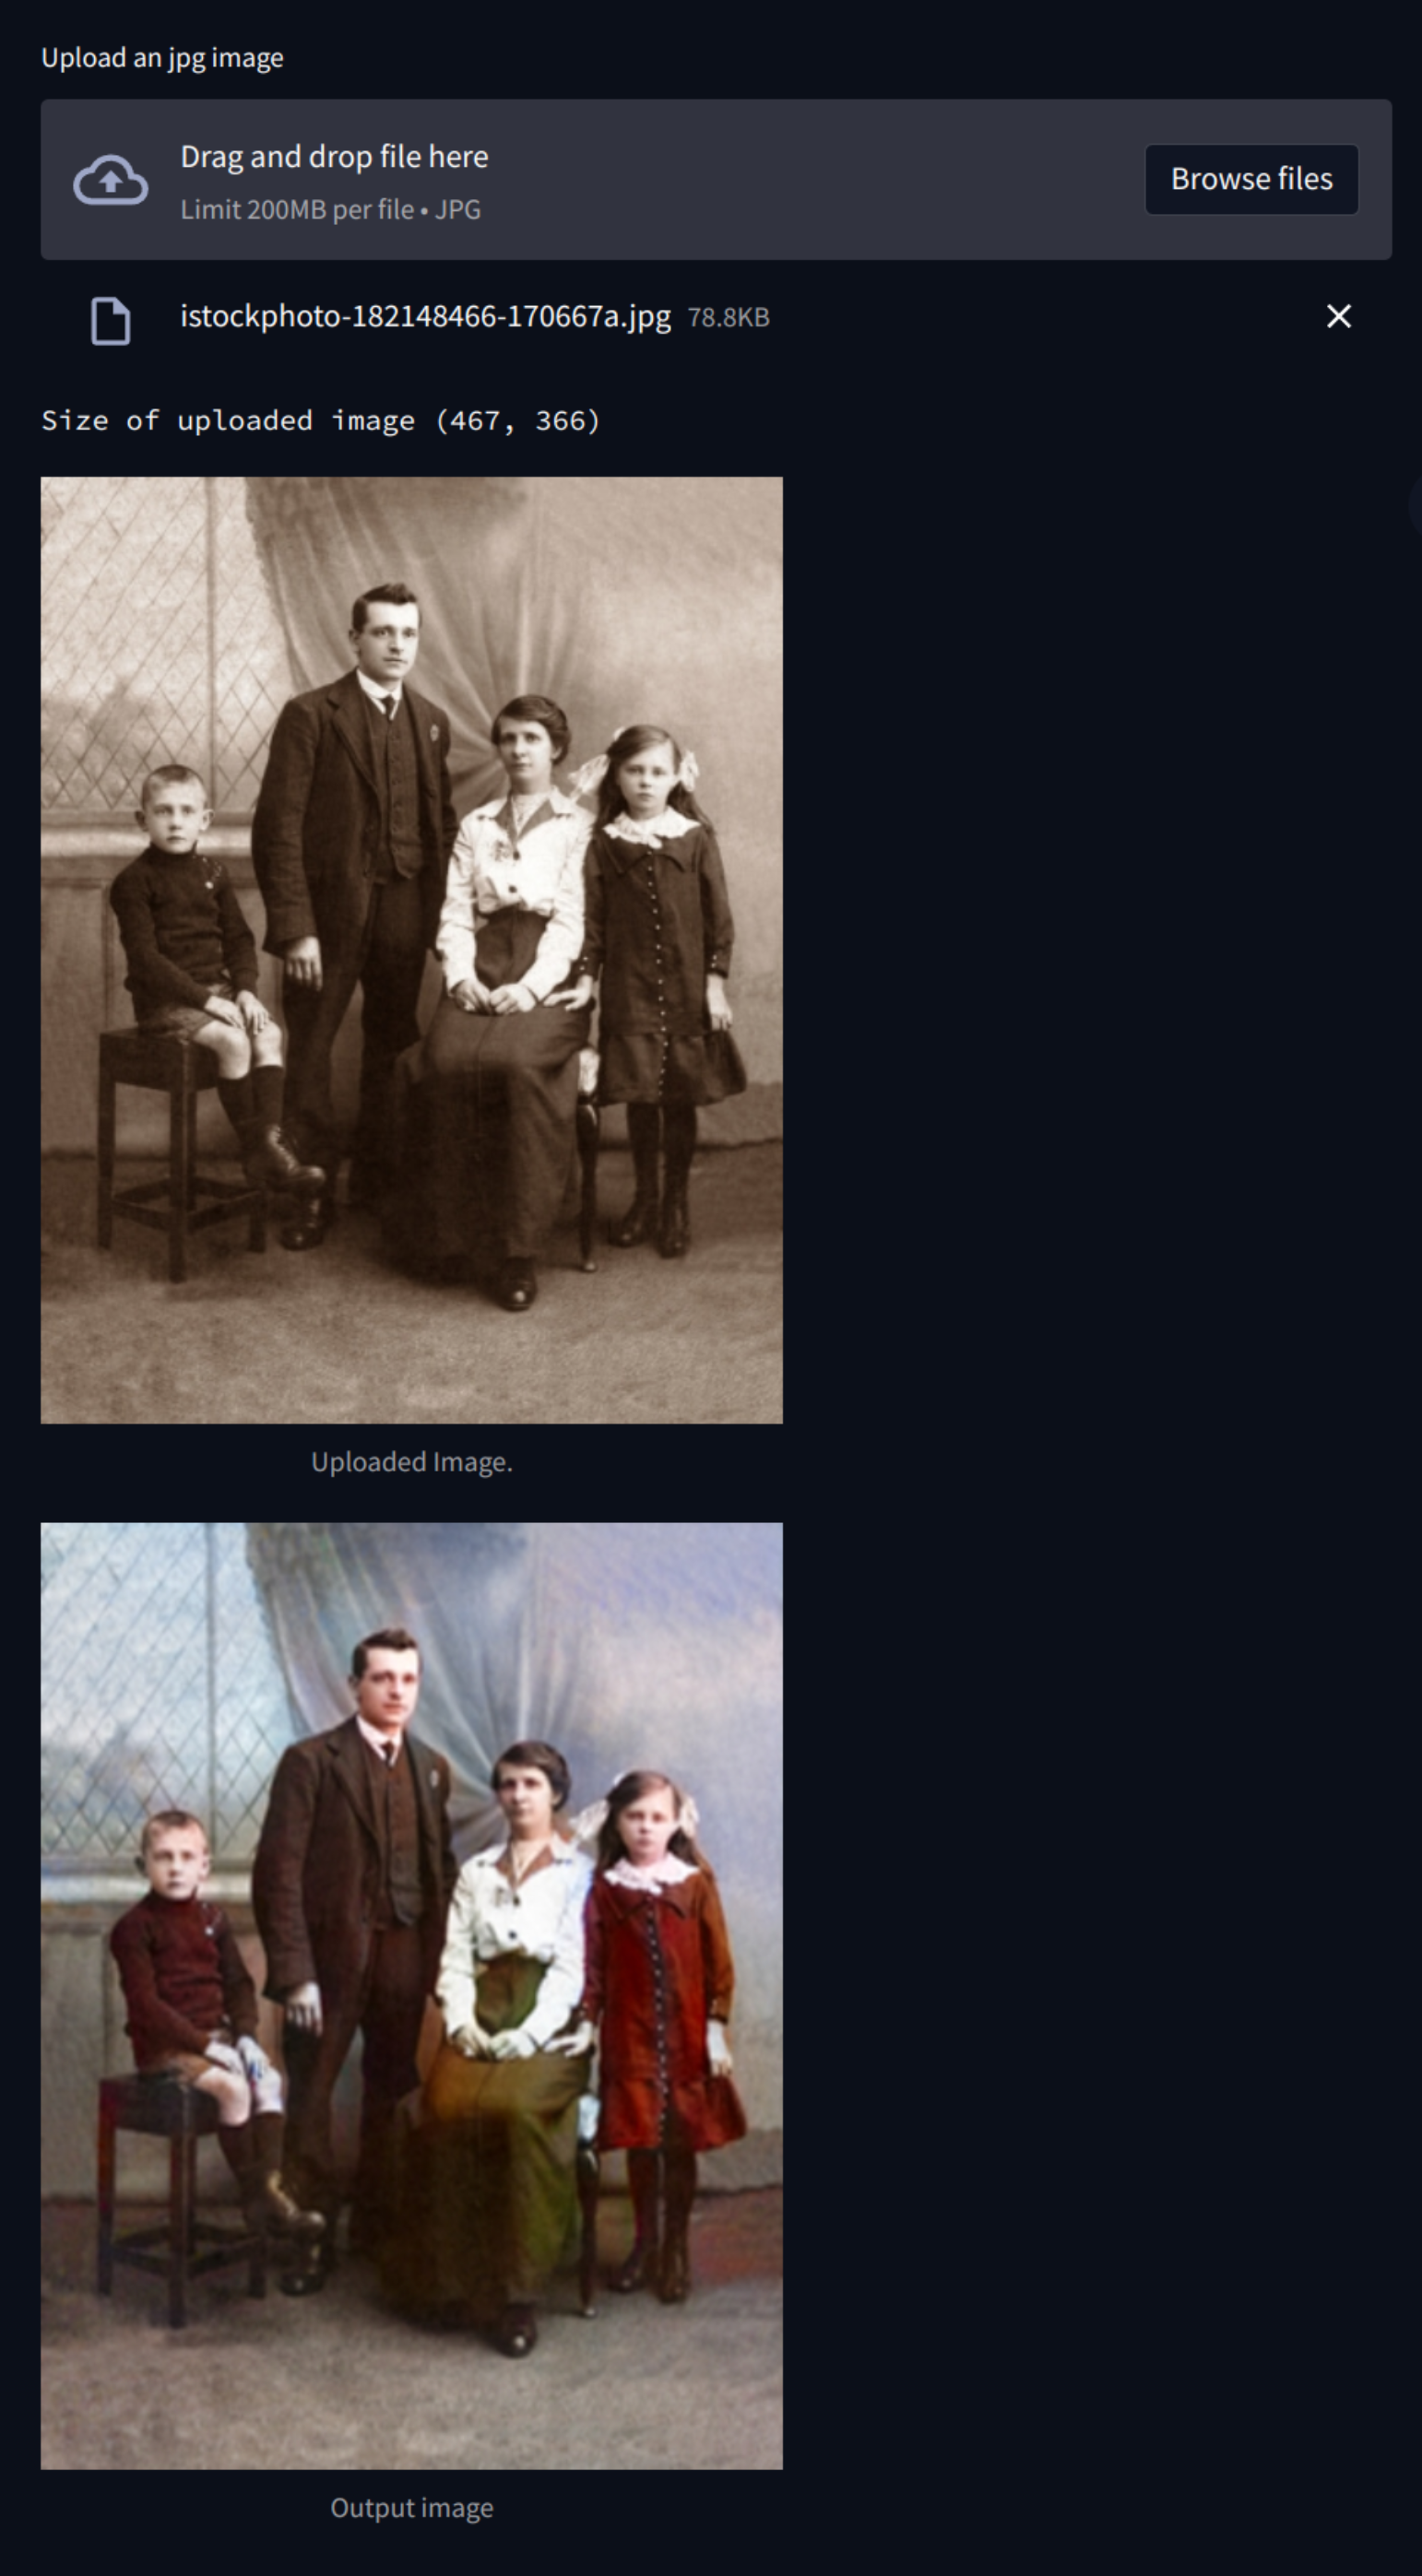 Upload an jpg image
Drag and drop file here
Limit 200MB per file • JPG
Browse files
istockphoto-182148466-170667a.jpg 78.8KB
Size of uploaded image (467, 366)
Uploaded Image.
Output image